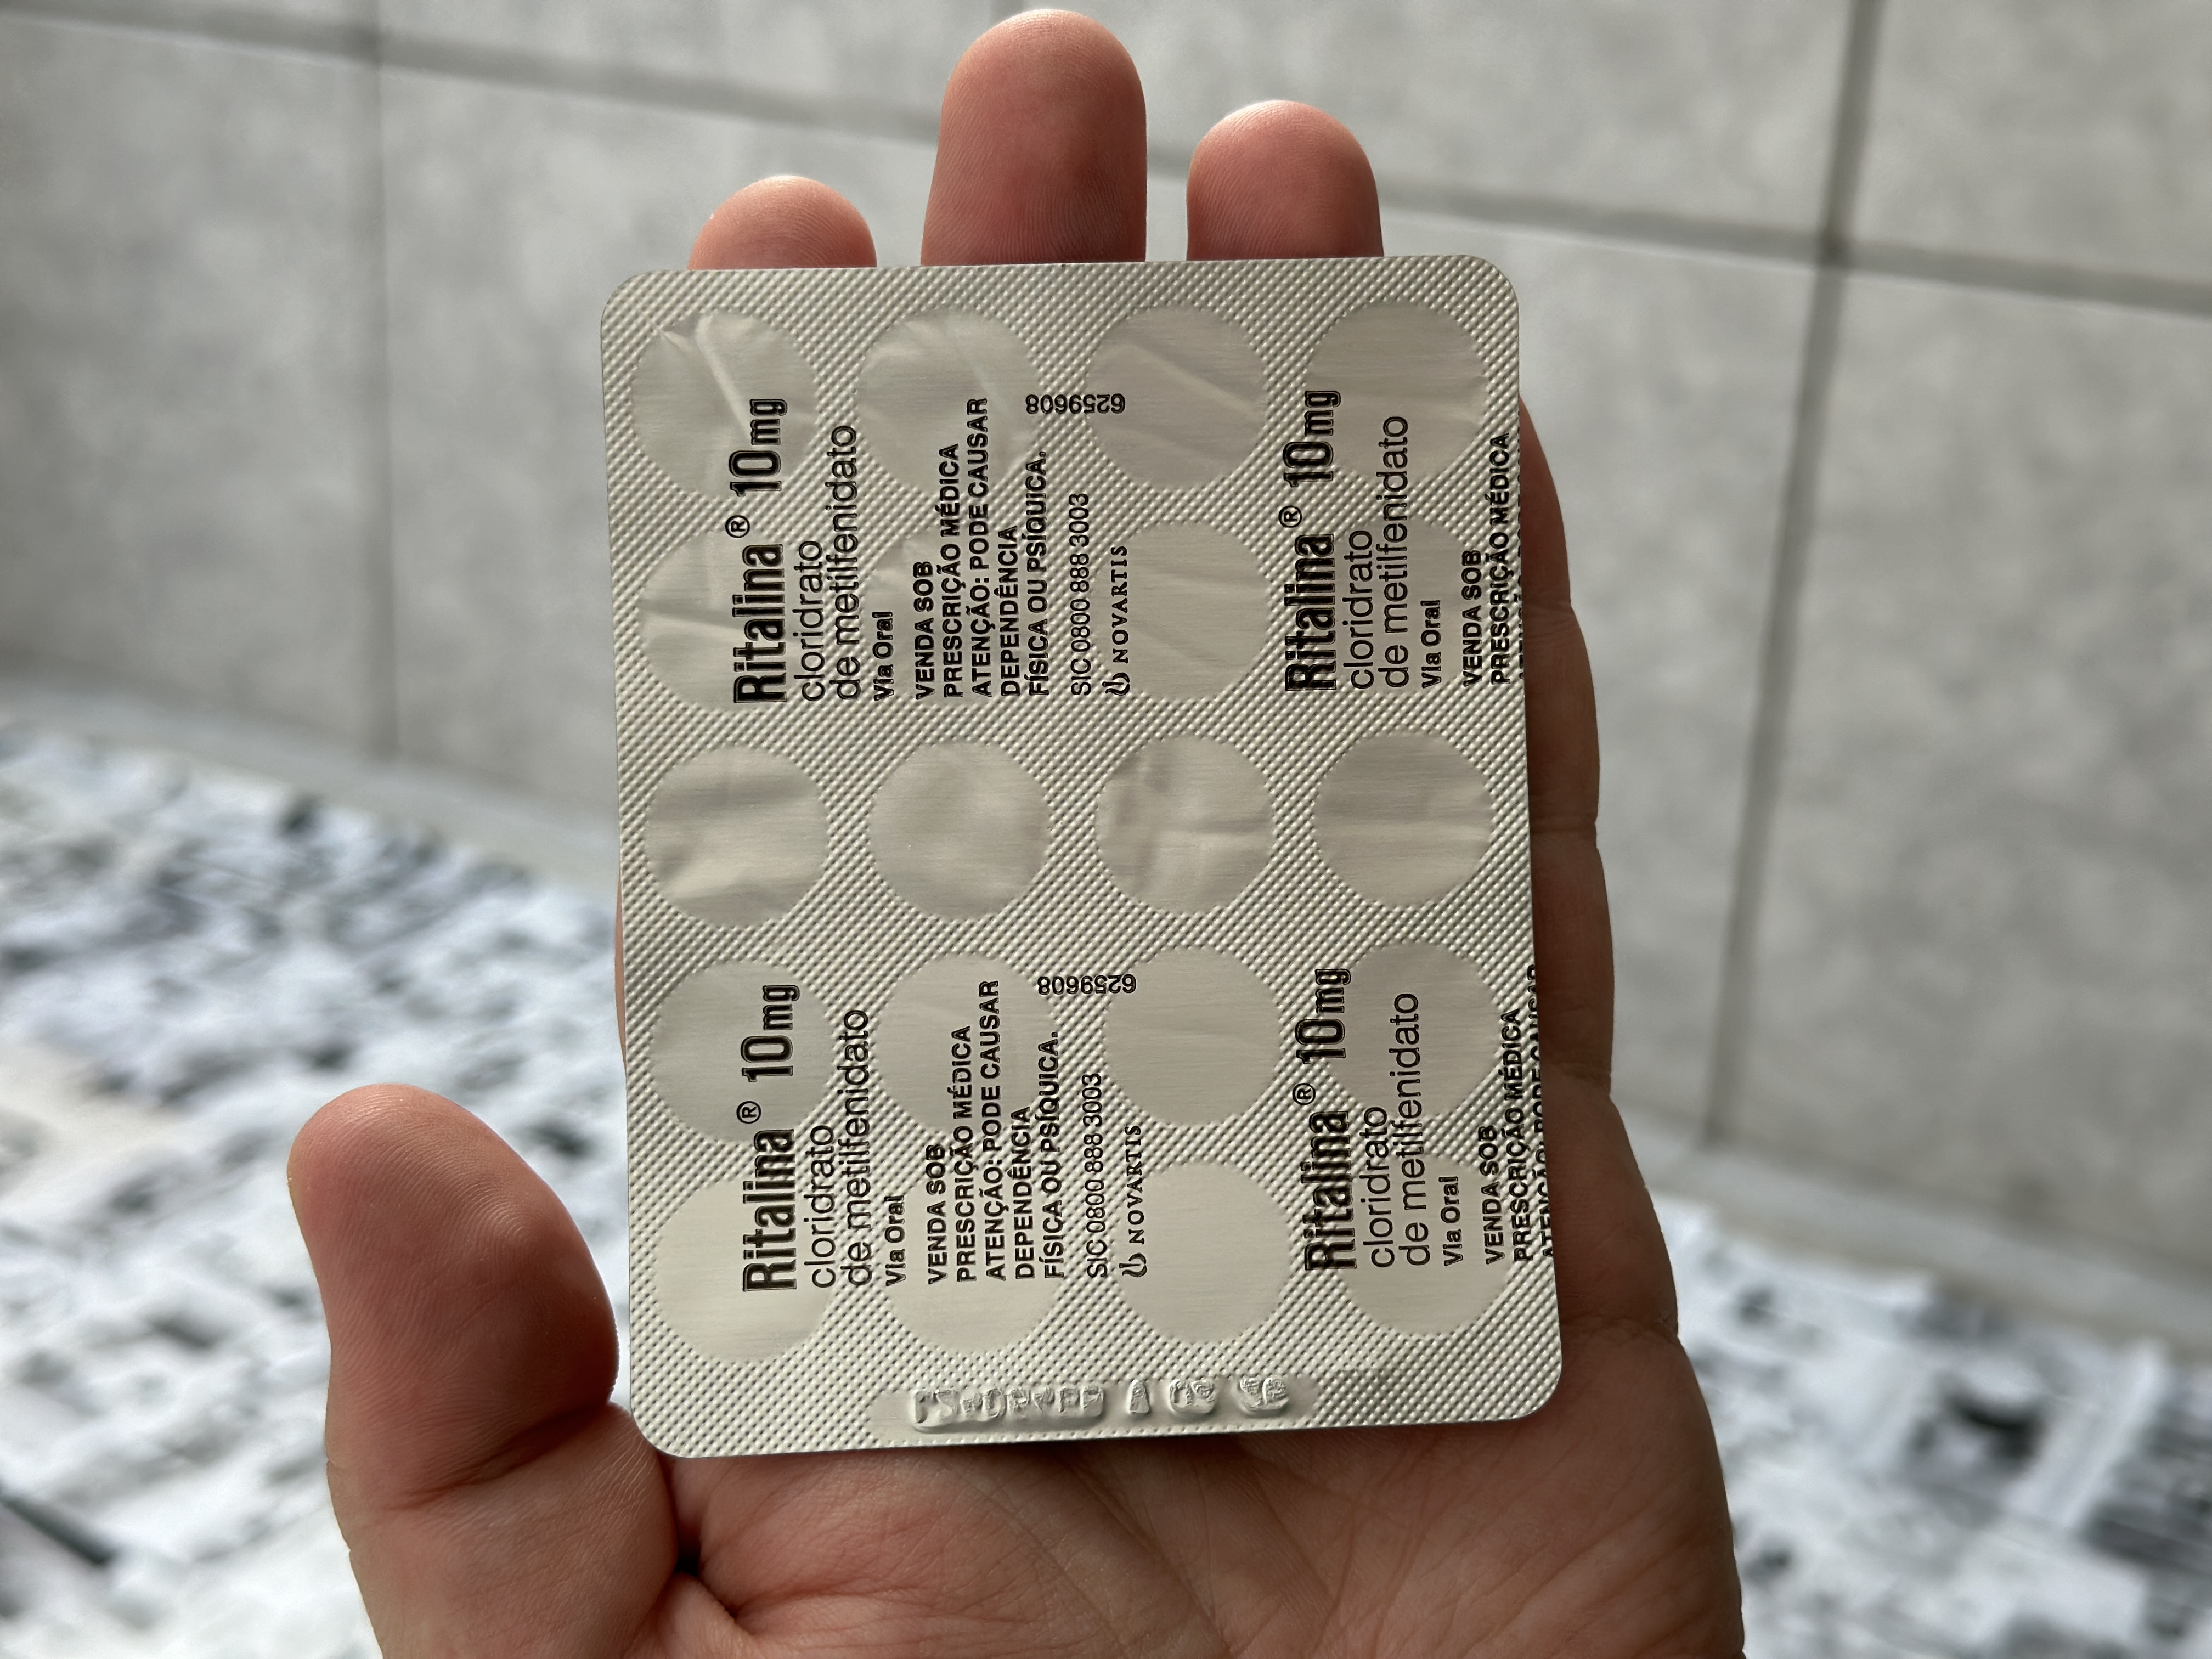 Ritalina® 10mg
cloridrato
de metilfenidato
Via Oral
VENDA SOB
PRESCRIÇÃO MÉDICA
ATENÇÃO: PODE CAUSAR
DEPENDÊNCIA
FÍSICA OU PSÍQUICA.
SIC 0800 888 3003
NOVARTIS
6259608
Ritalina® 10mg
cloridrato
de metilfenidato
Via Oral
VENDA SOB
PRESCRIÇÃO MÉDICA
ATENÇÃO: PODE CAUSAR
DEPENDÊNCIA
FÍSICA OU PSÍQUICA.
SIC 0800 888 3003
NOVARTIS
6259608
Ritalina® 10mg
cloridrato
de metilfenidato
Via Oral
VENDA SOB
PRESCRIÇÃO MÉDICA
ATENÇÃO: PODE CAUSAR
Ritalina® 10mg
cloridrato
de metilfenidato
Via Oral
VENDA SOB
PRESCRIÇÃO MÉDICA